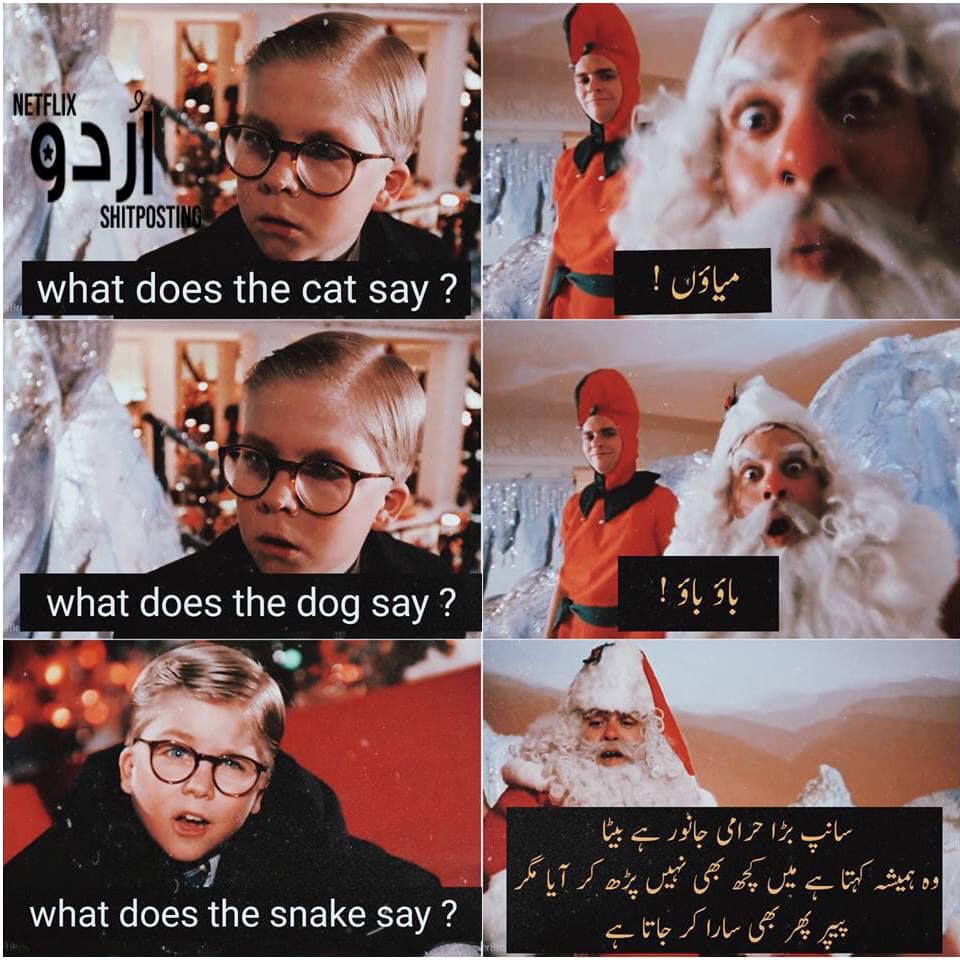 NETFLIX
اُردو
SHITPOSTING
what does the cat say ?
میاؤں !
what does the dog say ?
باؤ باؤ !
what does the snake say ?
سانپ بڑا حرامی جانور ہے بیٹا
وہ ہمیشہ کہتا ہے میں کچھ بھی نہیں پڑھ کر آیا مگر
پیپر پھر بھی سارا کر جاتا ہے